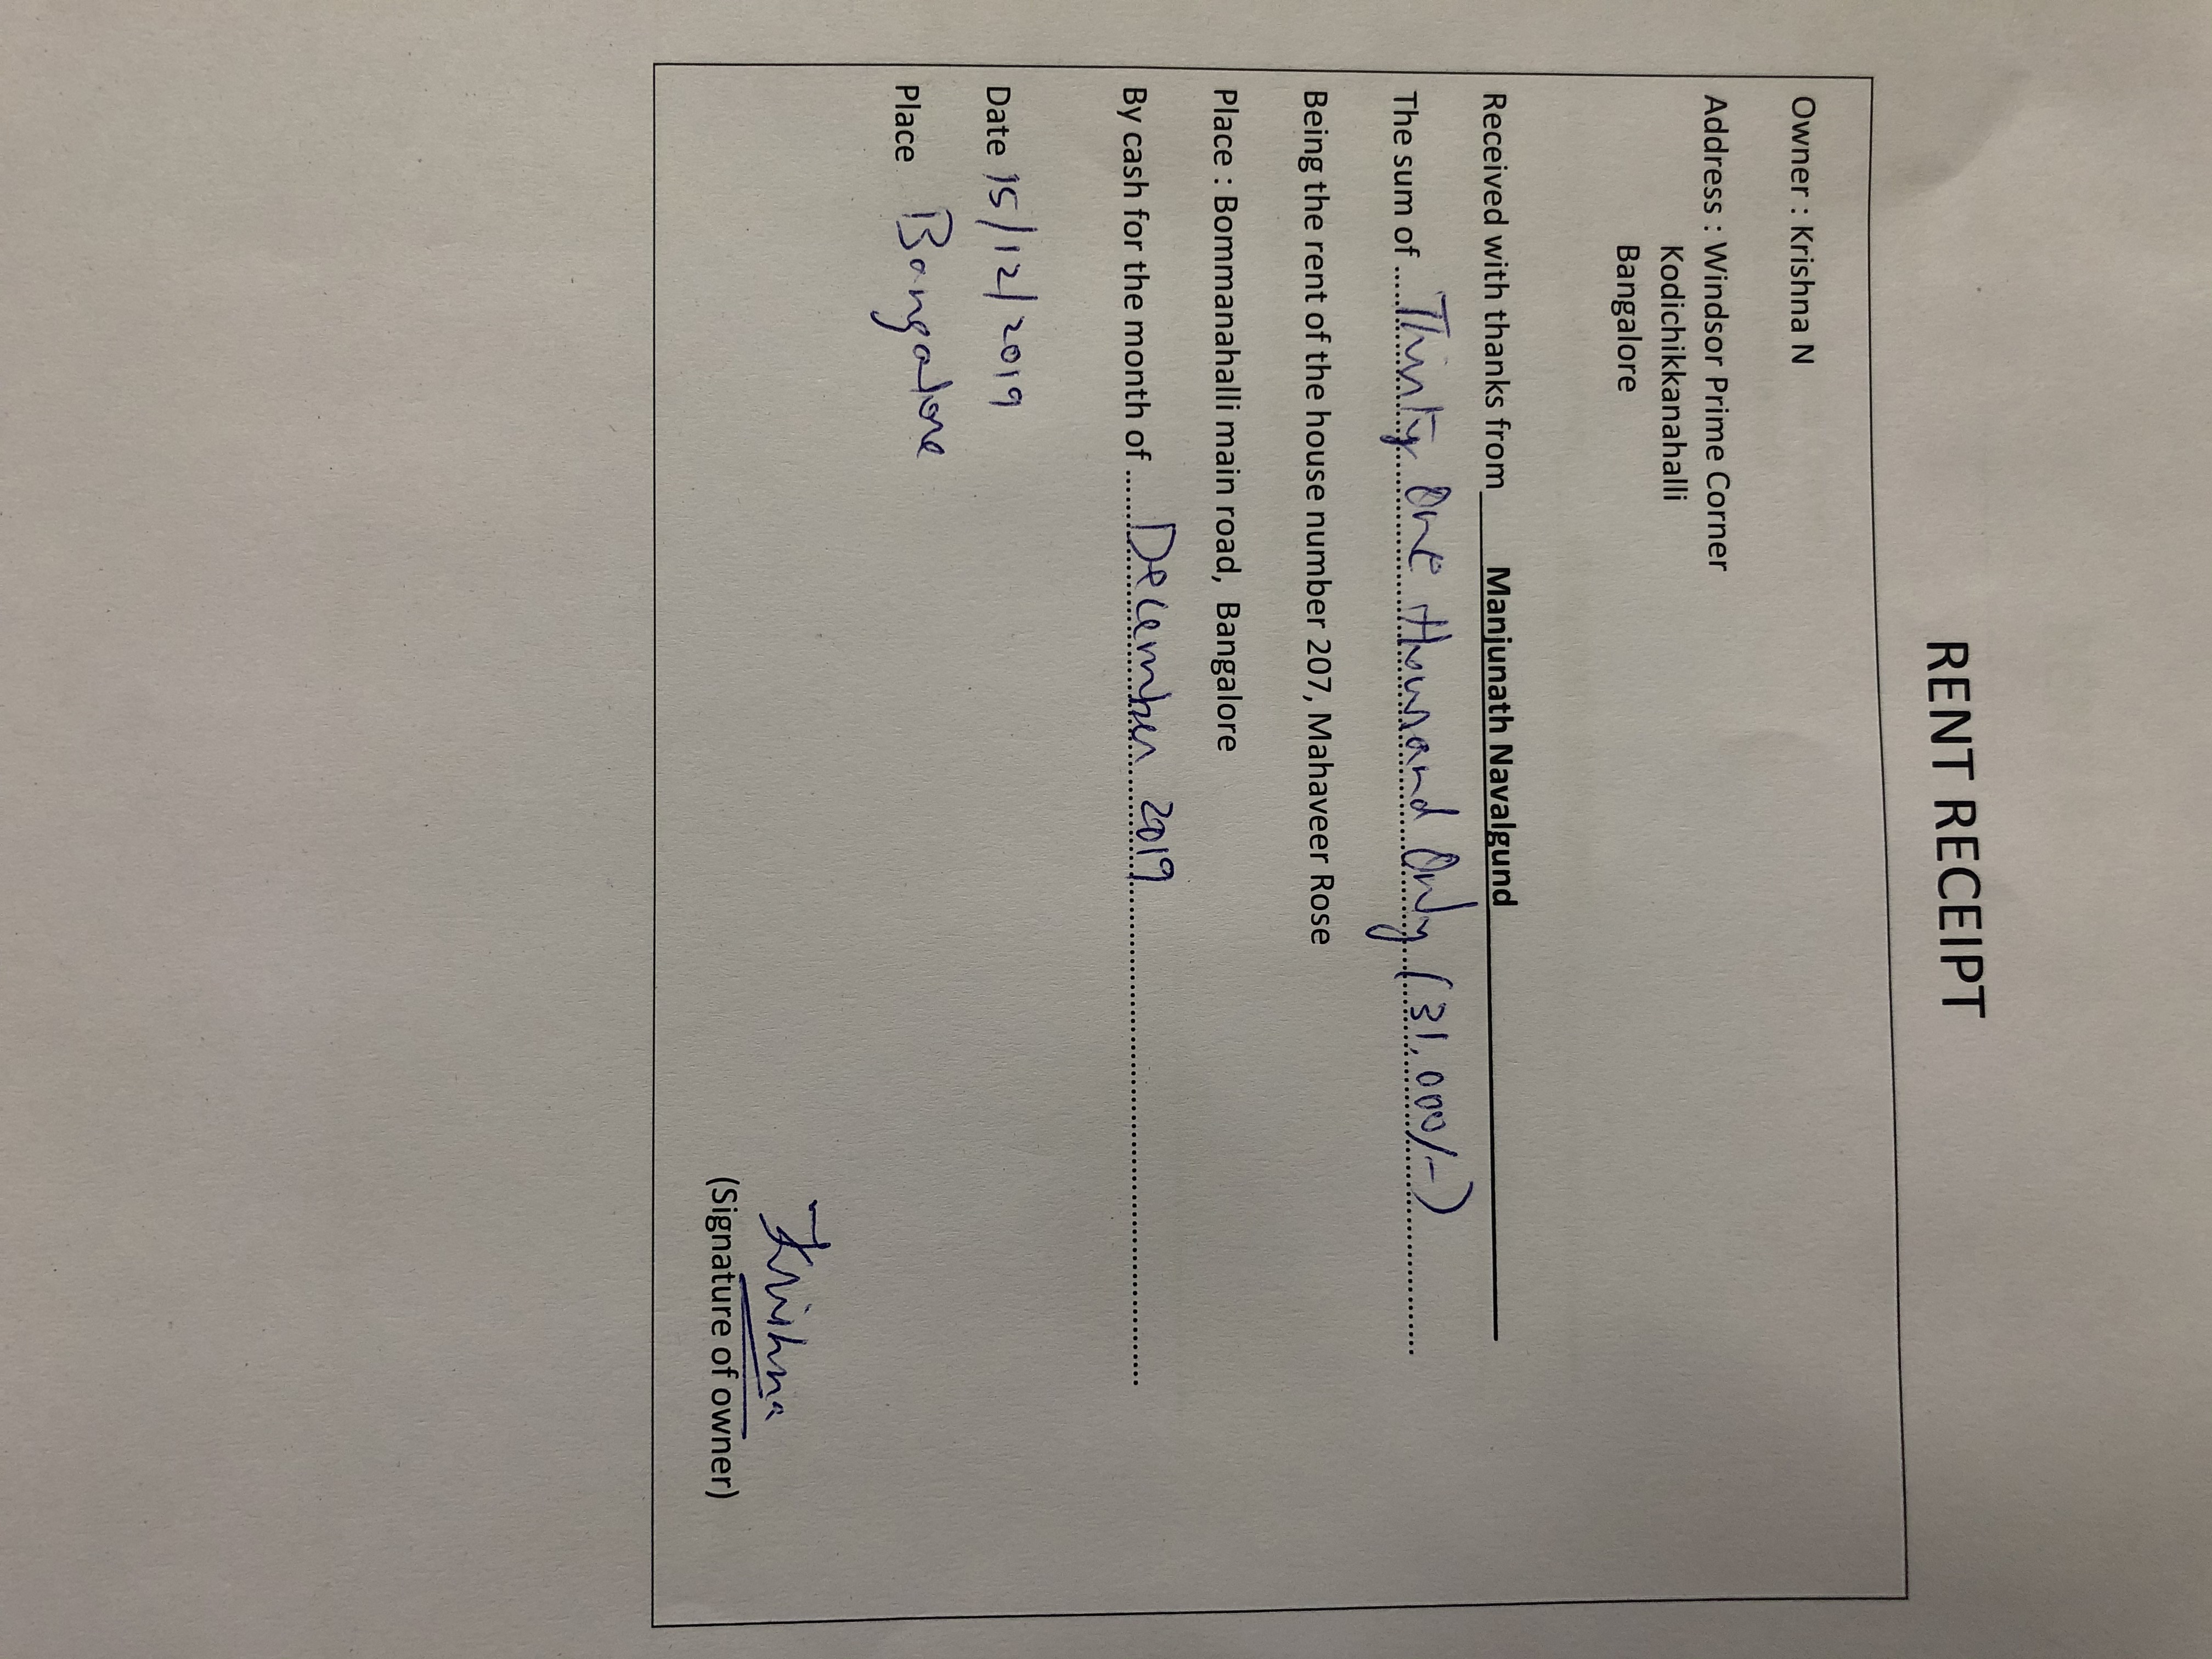 RENT RECEIPT
Owner : Krishna N
Address : Windsor Prime Corner
Kodichikkanahalli
Bangalore
Received with thanks from Manjunath Navalgund
The sum of ......Thirty One thousand Only (31,000/-)......
Being the rent of the house number 207, Mahaveer Rose
Place : Bommanahalli main road, Bangalore
By cash for the month of ......December 2019......
Date 15/12/2019
Place Bangalore
Krishna
(Signature of owner)